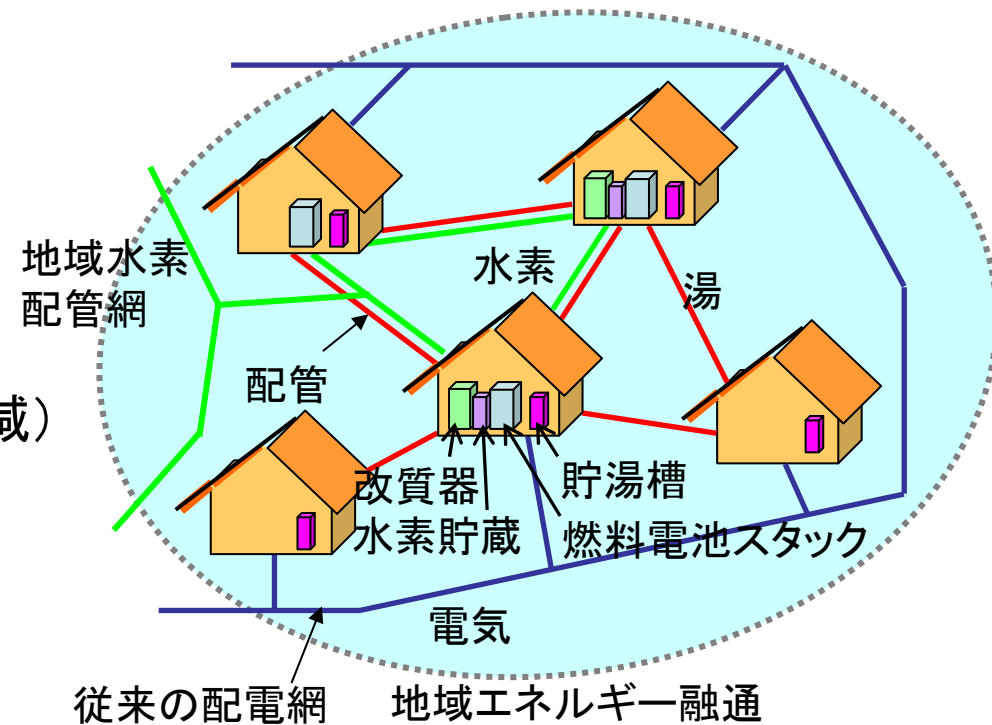 地域水素
配管網
水素
湯
配管
減）
改質器
貯湯槽
水素貯蔵
燃料電池スタック
電気
従来の配電網
地域エネルギー融通